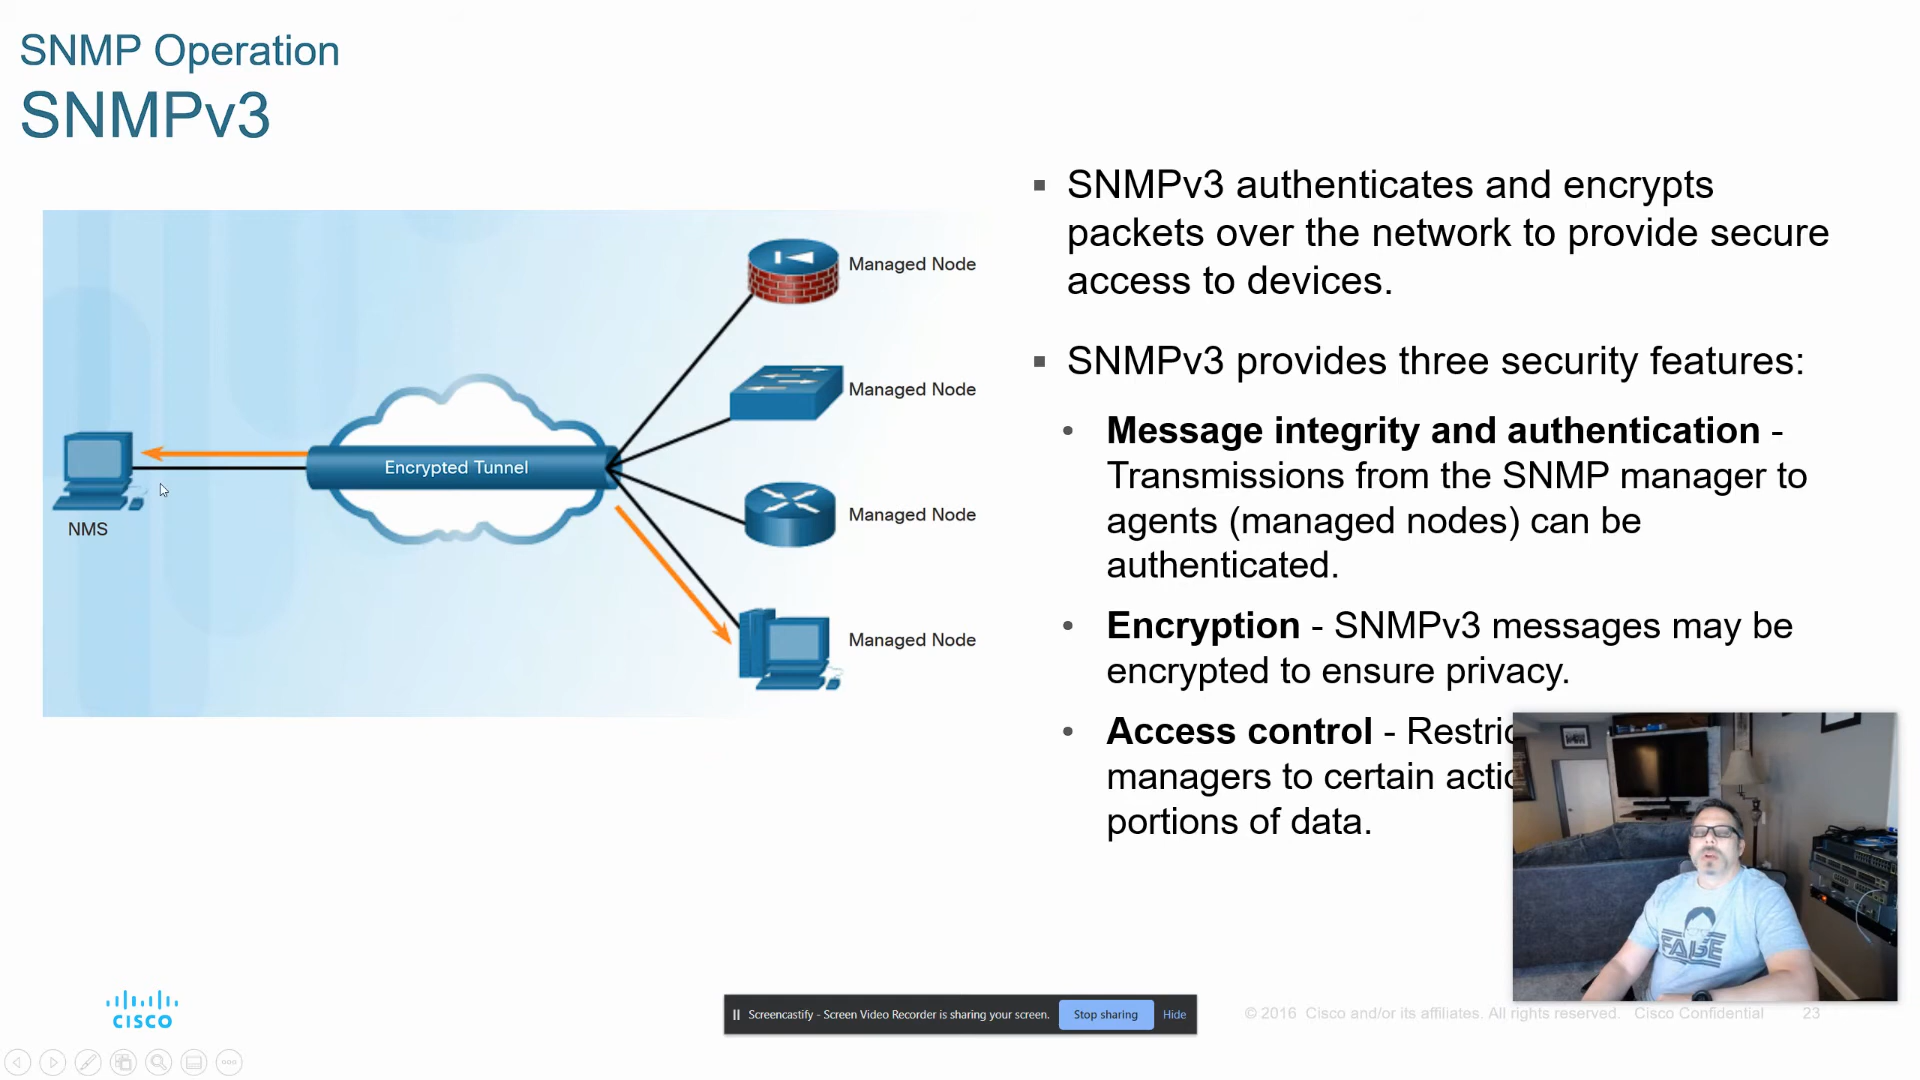 SNMP Operation
SNMPv3
SNMPv3 authenticates and encrypts
packets over the network to provide secure
access to devices.
SNMPv3 provides three security features:
Message integrity and authentication -
Transmissions from the SNMP manager to
agents (managed nodes) can be
authenticated.
Encryption - SNMPv3 messages may be
encrypted to ensure privacy.
Access control -
managers to certain
portions of data.
Managed Node
Managed Node
Encrypted Tunnel
NMS
Managed Node
Managed Node
CISCO
Screencastify - Screen Video Recorder is sharing your screen.
Stop sharing
Hide
© 2016 Cisco and/or its affiliates. All rights reserved. Cisco Confidential
23